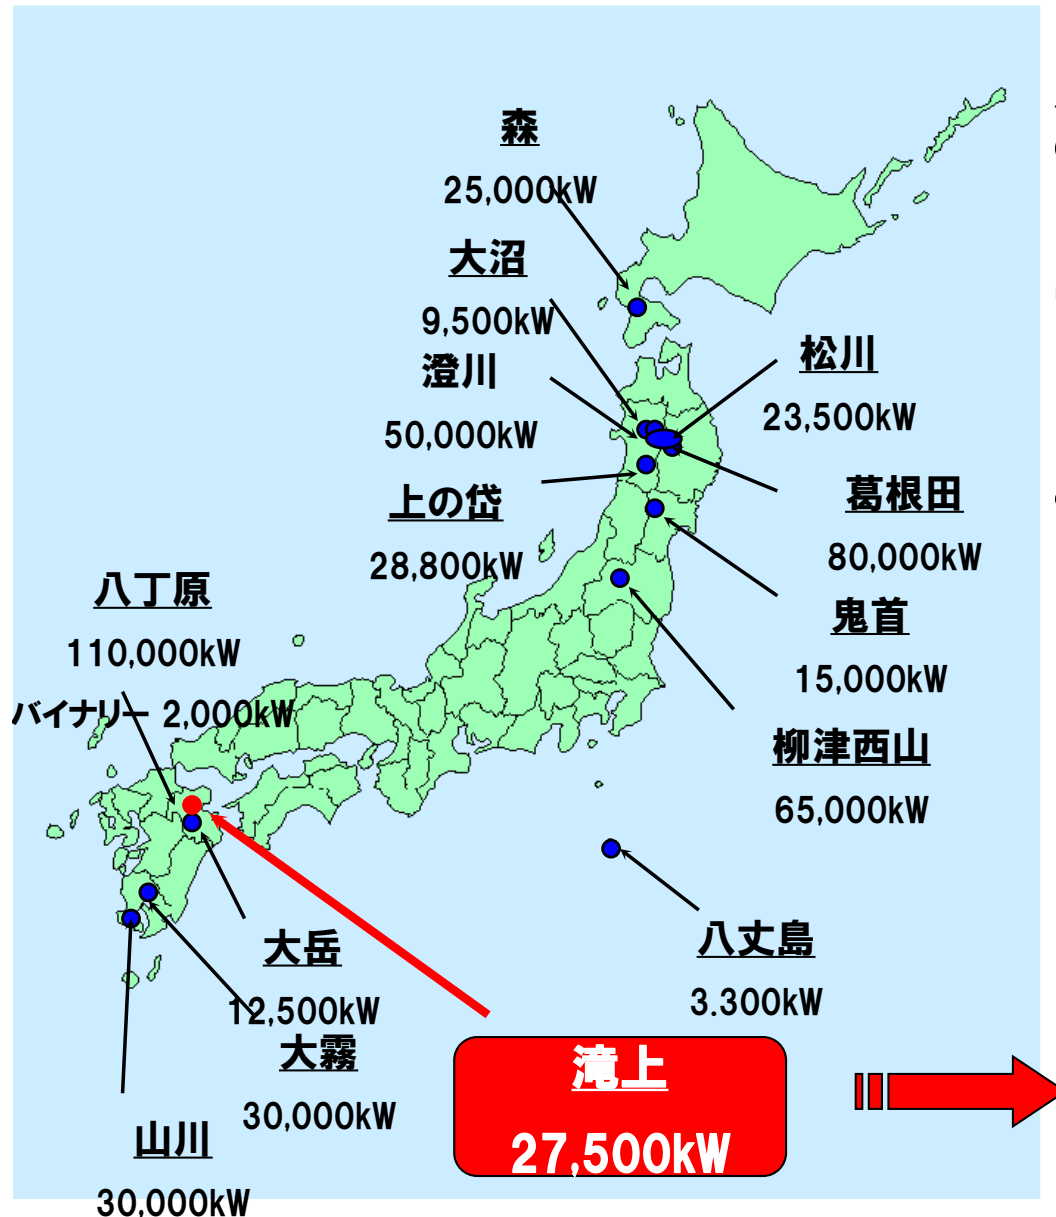 森
25,000kW
大沼
9,500kW
澄川
50,000kW
松川
23,500kW
上の岱
28,800kW
葛根田
80,000kW
八丁原
110,000kW
バイナリー 2,000kW
鬼首
15,000kW
柳津西山
65,000kW
八丈島
3.300kW
大岳
12,500kW
大霧
30,000kW
滝上
27,500kW
山川
30,000kW